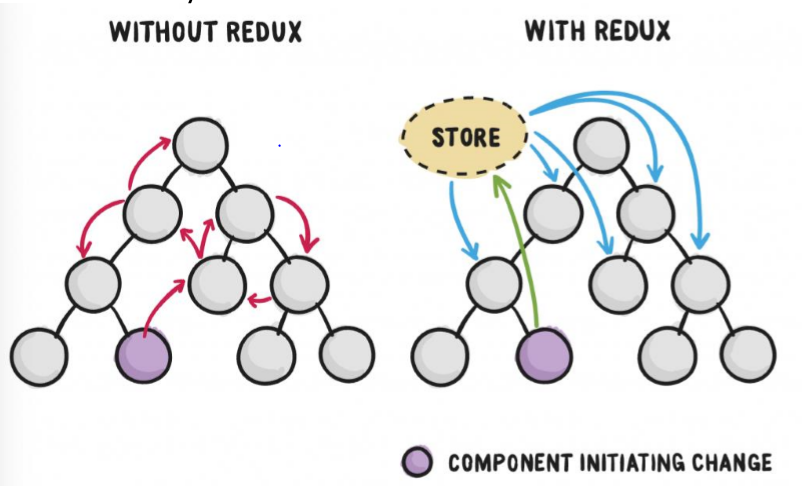 WITHOUT REDUX
WITH REDUX
STORE
COMPONENT INITIATING CHANGE